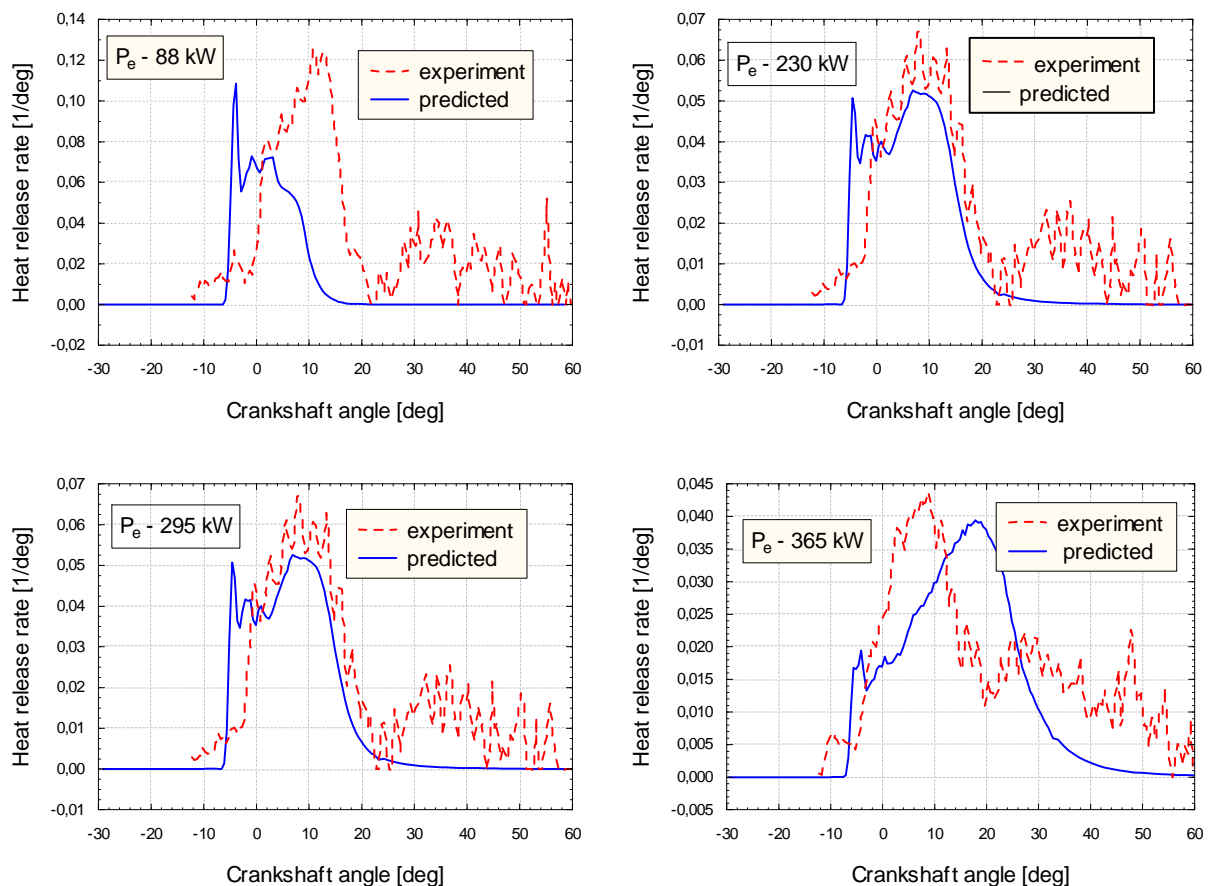 P_e - 88 kW
experiment
predicted
Heat release rate [1/deg]
0,14
0,12
0,10
0,08
0,06
0,04
0,02
0,00
-0,02
-30 -20 -10 0 10 20 30 40 50 60
Crankshaft angle [deg]
P_e - 230 kW
experiment
predicted
Heat release rate [1/deg]
0,07
0,06
0,05
0,04
0,03
0,02
0,01
0,00
-0,01
-30 -20 -10 0 10 20 30 40 50 60
Crankshaft angle [deg]
P_e - 295 kW
experiment
predicted
Heat release rate [1/deg]
0,07
0,06
0,05
0,04
0,03
0,02
0,01
0,00
-0,01
-30 -20 -10 0 10 20 30 40 50 60
Crankshaft angle [deg]
P_e - 365 kW
experiment
predicted
Heat release rate [1/deg]
0,045
0,040
0,035
0,030
0,025
0,020
0,015
0,010
0,005
0,000
-0,005
-30 -20 -10 0 10 20 30 40 50 60
Crankshaft angle [deg]